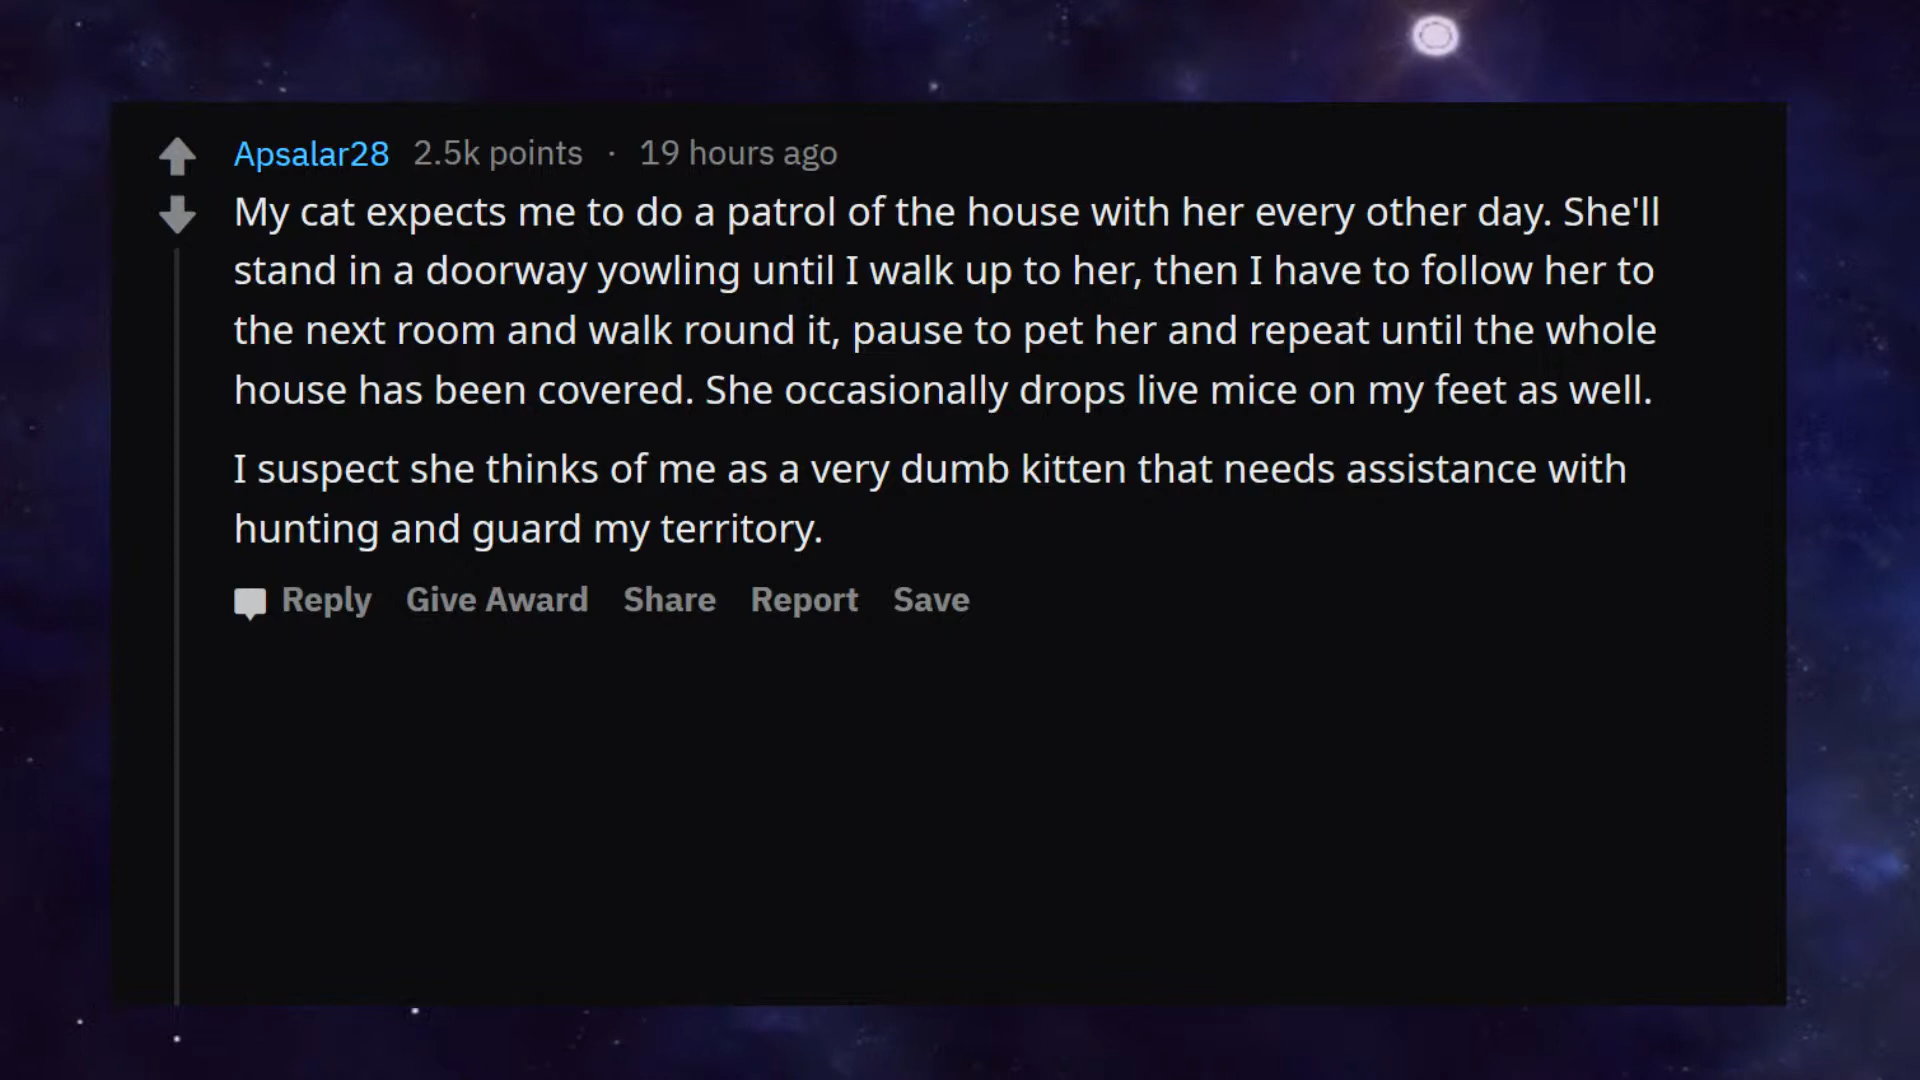 Apsalar28 2.5k points · 19 hours ago
My cat expects me to do a patrol of the house with her every other day. She'll
stand in a doorway yowling until I walk up to her, then I have to follow her to
the next room and walk round it, pause to pet her and repeat until the whole
house has been covered. She occasionally drops live mice on my feet as well.
I suspect she thinks of me as a very dumb kitten that needs assistance with
hunting and guard my territory.
Reply Give Award Share Report Save